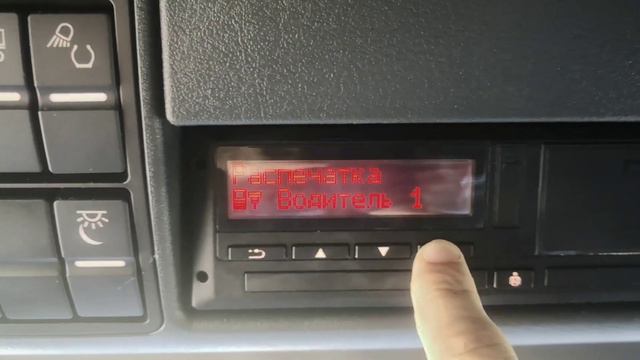 Распечатка
Водитель 1